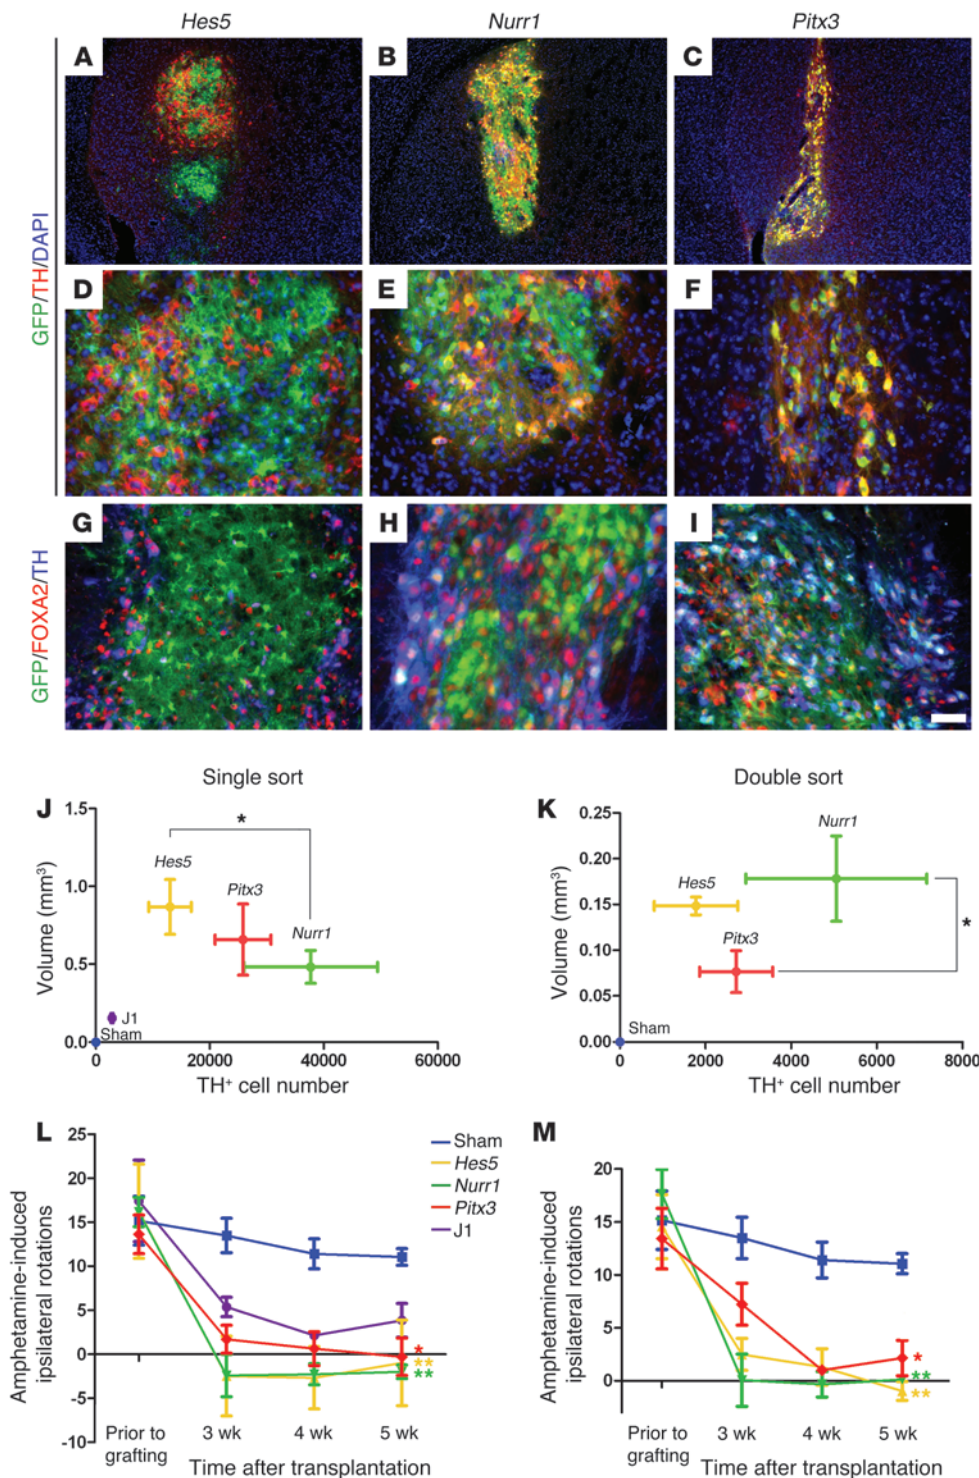 Hes5 Nurr1 Pitx3
A B C
GFP/TH/DAPI
D E F
GFP/FOXA2/TH
G H I
Single sort
J
Volume (mm³)
1.5
1.0
0.5
0.0
*
Hes5
Pitx3
Nurr1
J1
Sham
0 20000 40000 60000
TH⁺ cell number
Double sort
K
Volume (mm³)
0.25
0.20
0.15
0.10
0.05
0.00
Nurr1
Hes5
Pitx3
*
Sham
0 2000 4000 6000 8000
TH⁺ cell number
L
Amphetamine-induced
ipsilateral rotations
25
20
15
10
5
0
-5
-10
Sham
Hes5
Nurr1
Pitx3
J1
*
**
**
Prior to
grafting
3 wk 4 wk 5 wk
Time after transplantation
M
Amphetamine-induced
ipsilateral rotations
20
15
10
5
0
*
**
**
Prior to
grafting
3 wk 4 wk 5 wk
Time after transplantation